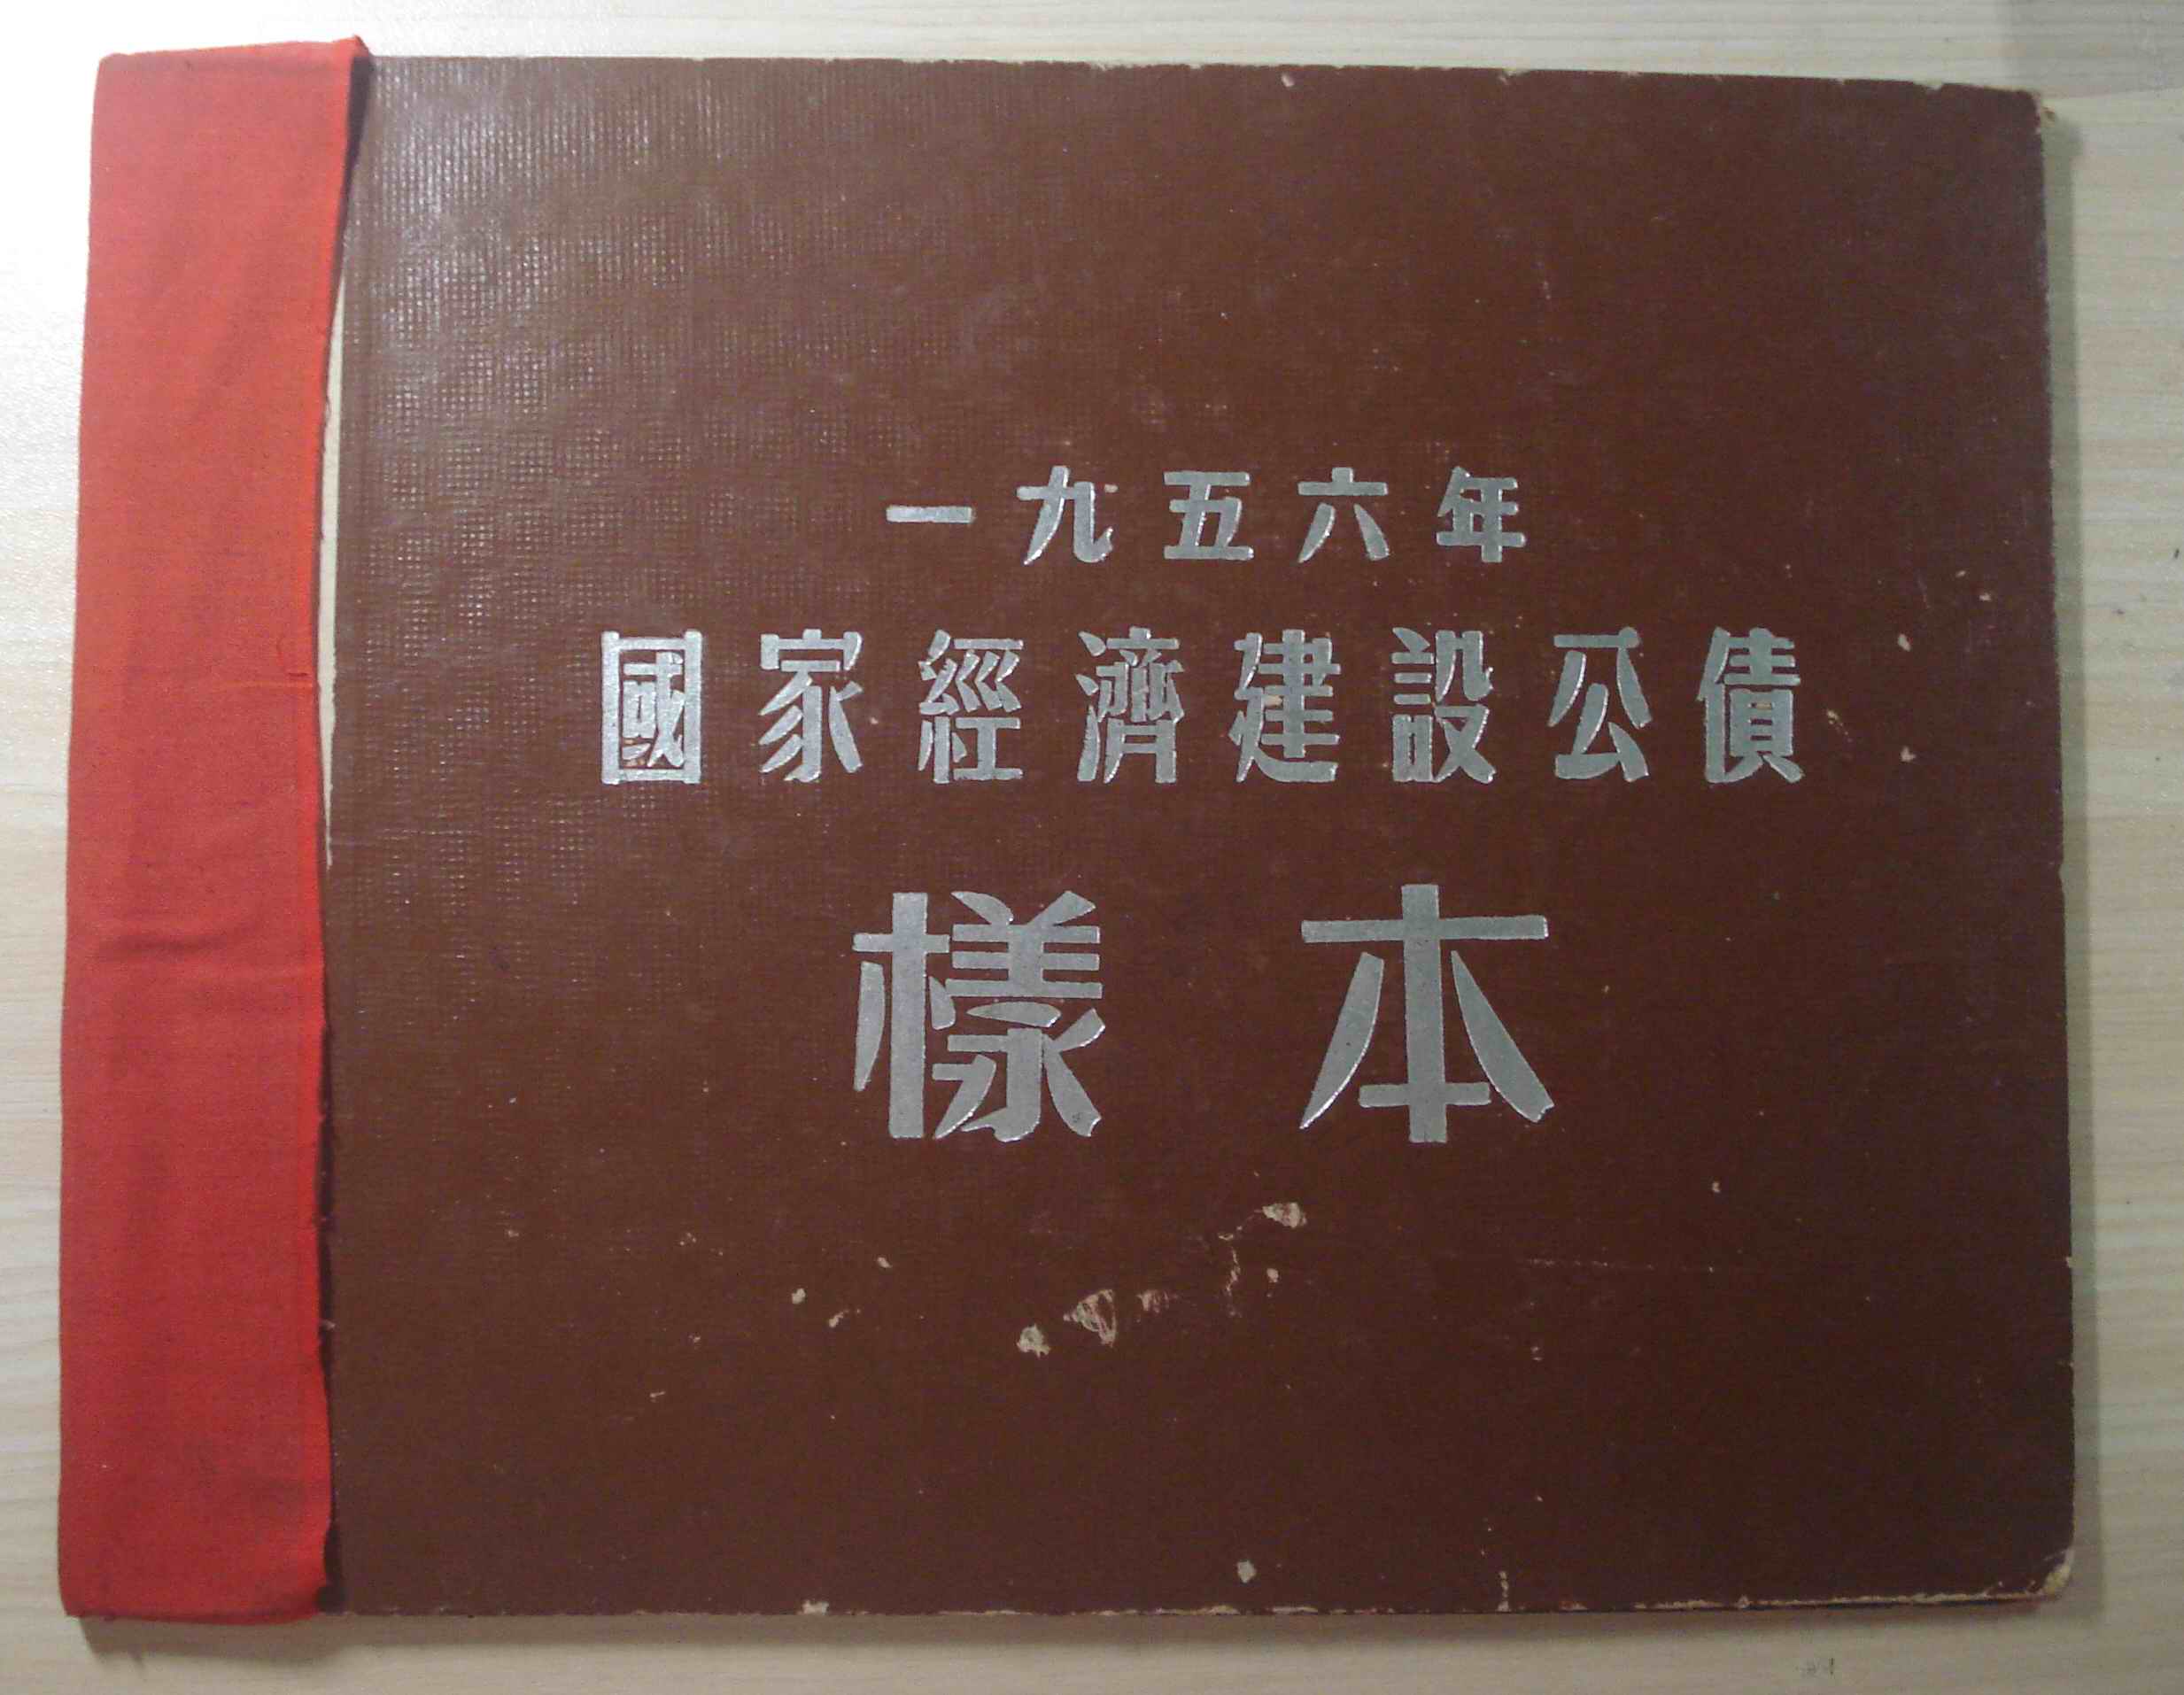 一九五六年
國家經濟建設公債
樣本